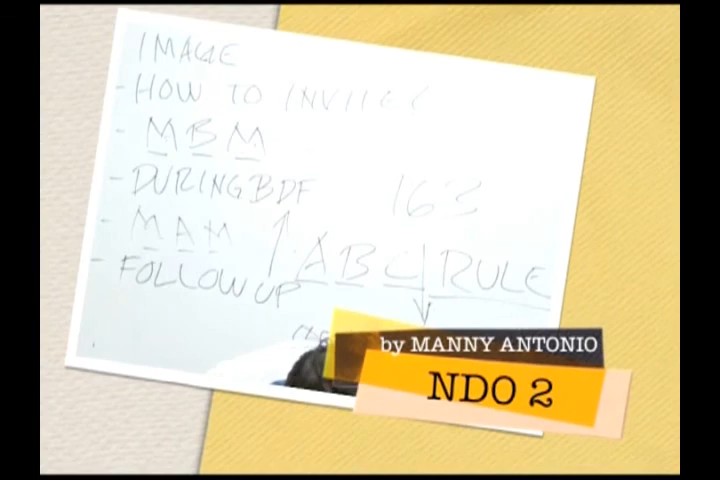 IMAGE
- HOW TO INVITE
- MBM
- DURING BDF
163
- MAM
ABC RULE
- FOLLOW UP
by MANNY ANTONIO
NDO 2